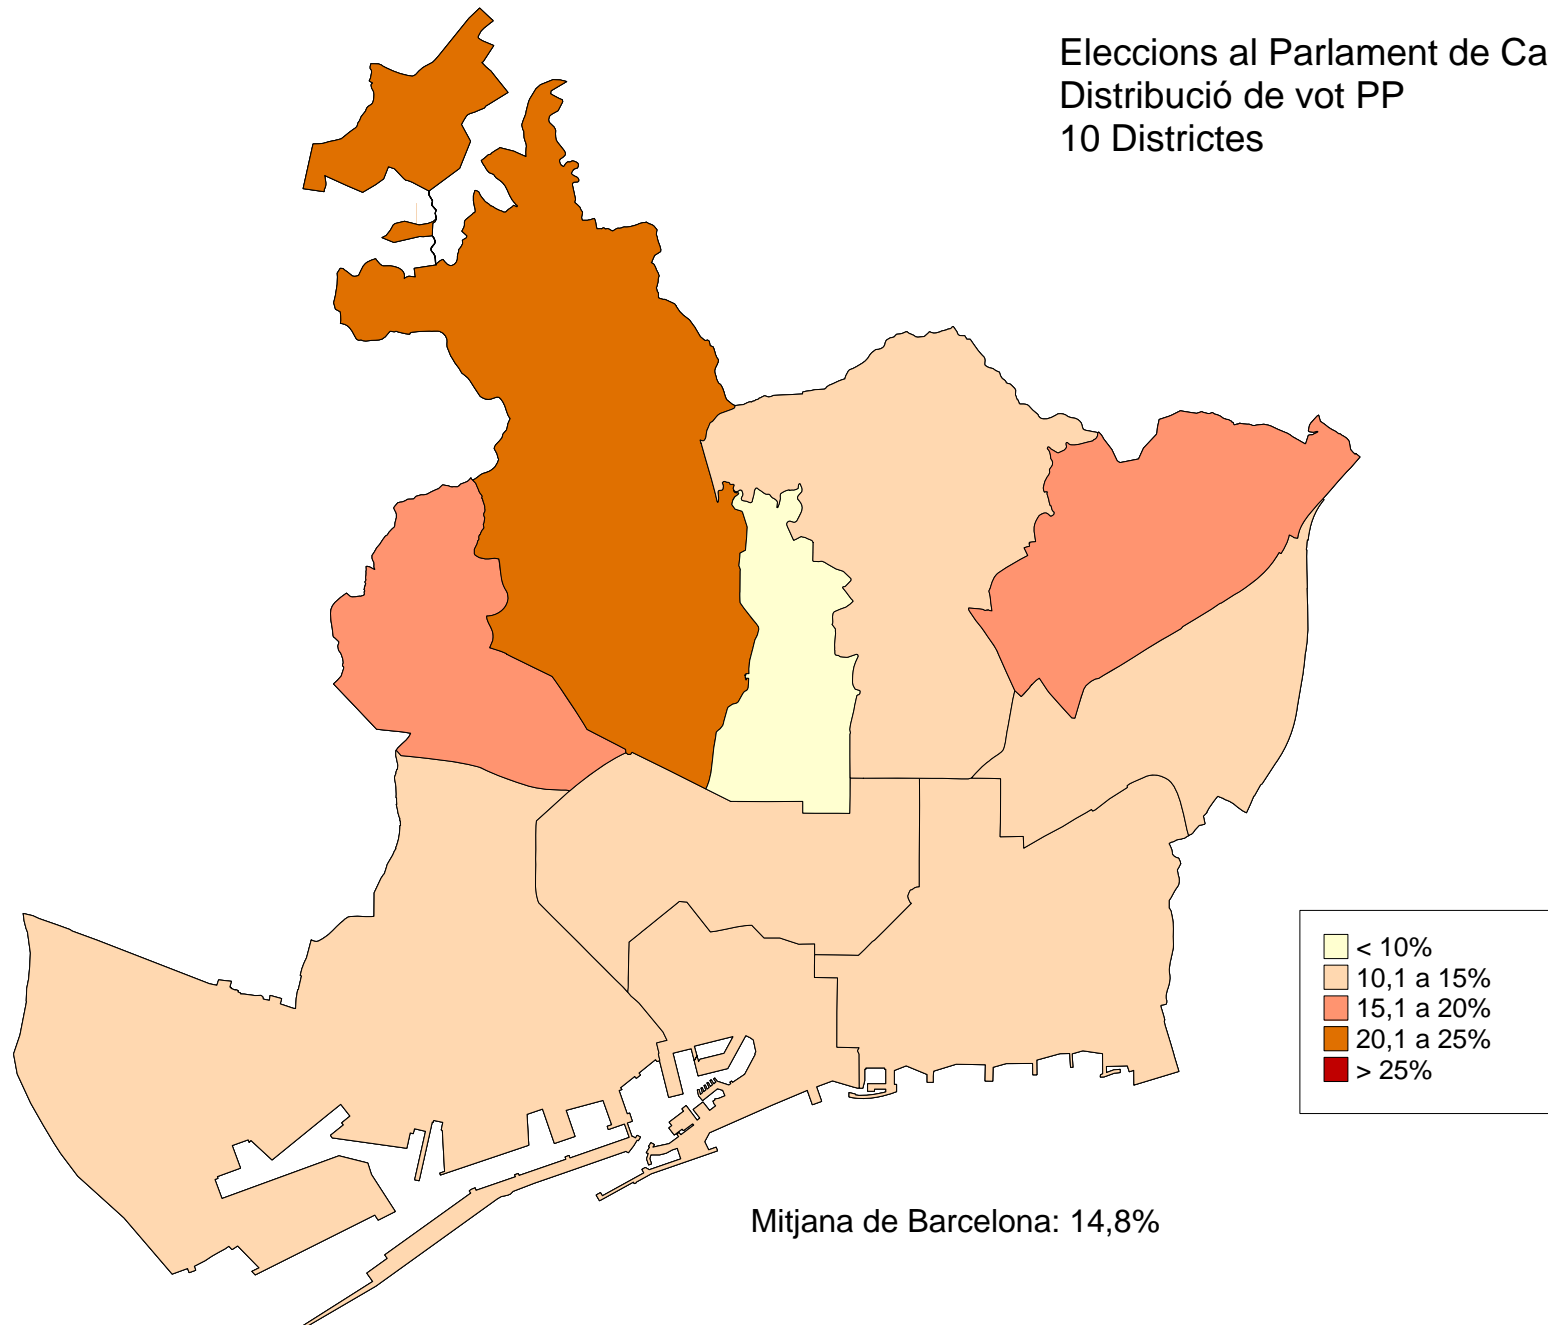 Eleccions al Parlament de Ca
Distribució de vot PP
10 Districtes
< 10%
10,1 a 15%
15,1 a 20%
20,1 a 25%
> 25%
Mitjana de Barcelona: 14,8%